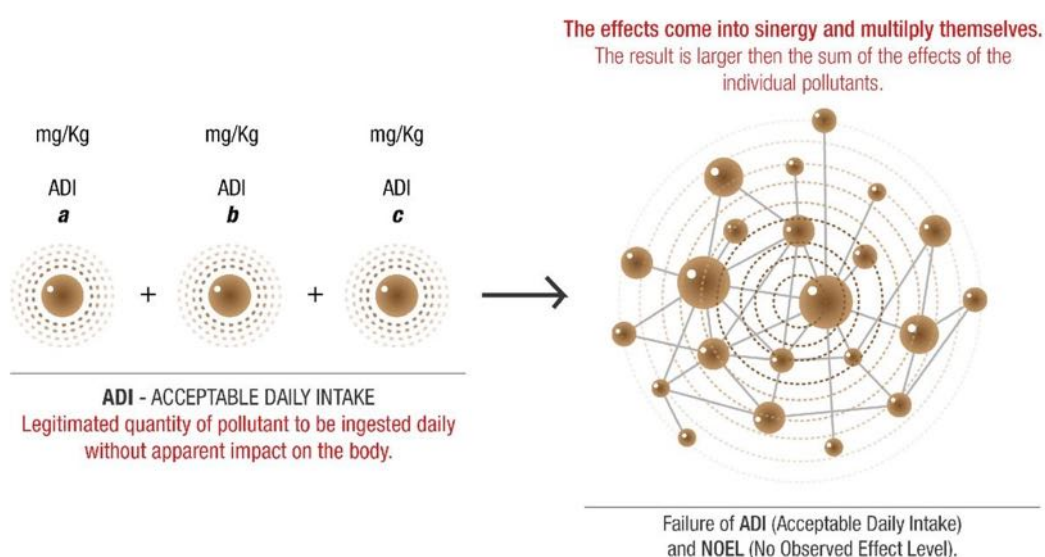 The effects come into sinergy and multilply themselves.
The result is larger then the sum of the effects of the
individual pollutants.
mg/Kg
mg/Kg
mg/Kg
ADI
ADI
ADI
a
b
c
+
+
ADI - ACCEPTABLE DAILY INTAKE
Legitimated quantity of pollutant to be ingested daily
without apparent impact on the body.
Failure of ADI (Acceptable Daily Intake)
and NOEL (No Observed Effect Level).